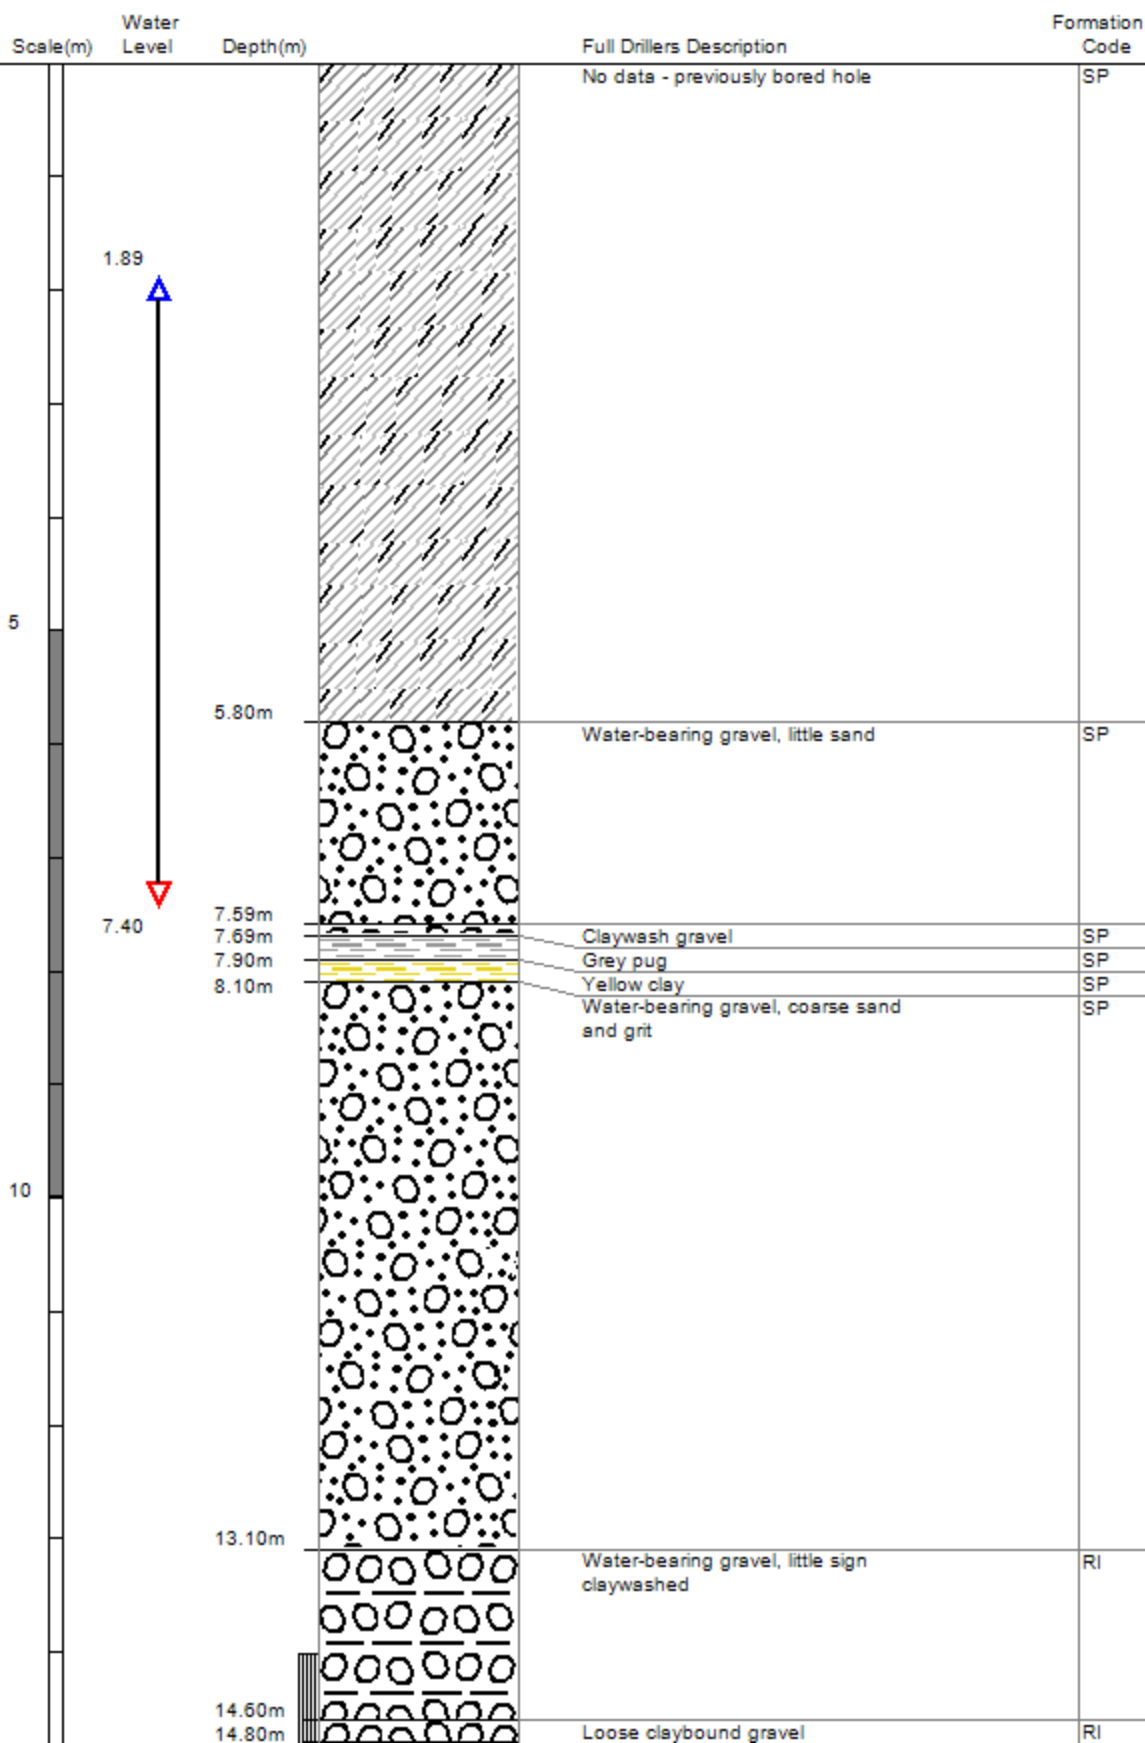 Water Formation
Scale(m) Level Depth(m) Full Drillers Description Code
No data - previously bored hole SP
1.89
5
5.80m
Water-bearing gravel, little sand SP
7.59m
7.40
7.69m Claywash gravel SP
7.90m Grey pug SP
8.10m Yellow clay SP
Water-bearing gravel, coarse sand SP
and grit
10
13.10m
Water-bearing gravel, little sign RI
claywashed
14.60m
14.80m Loose claybound gravel RI